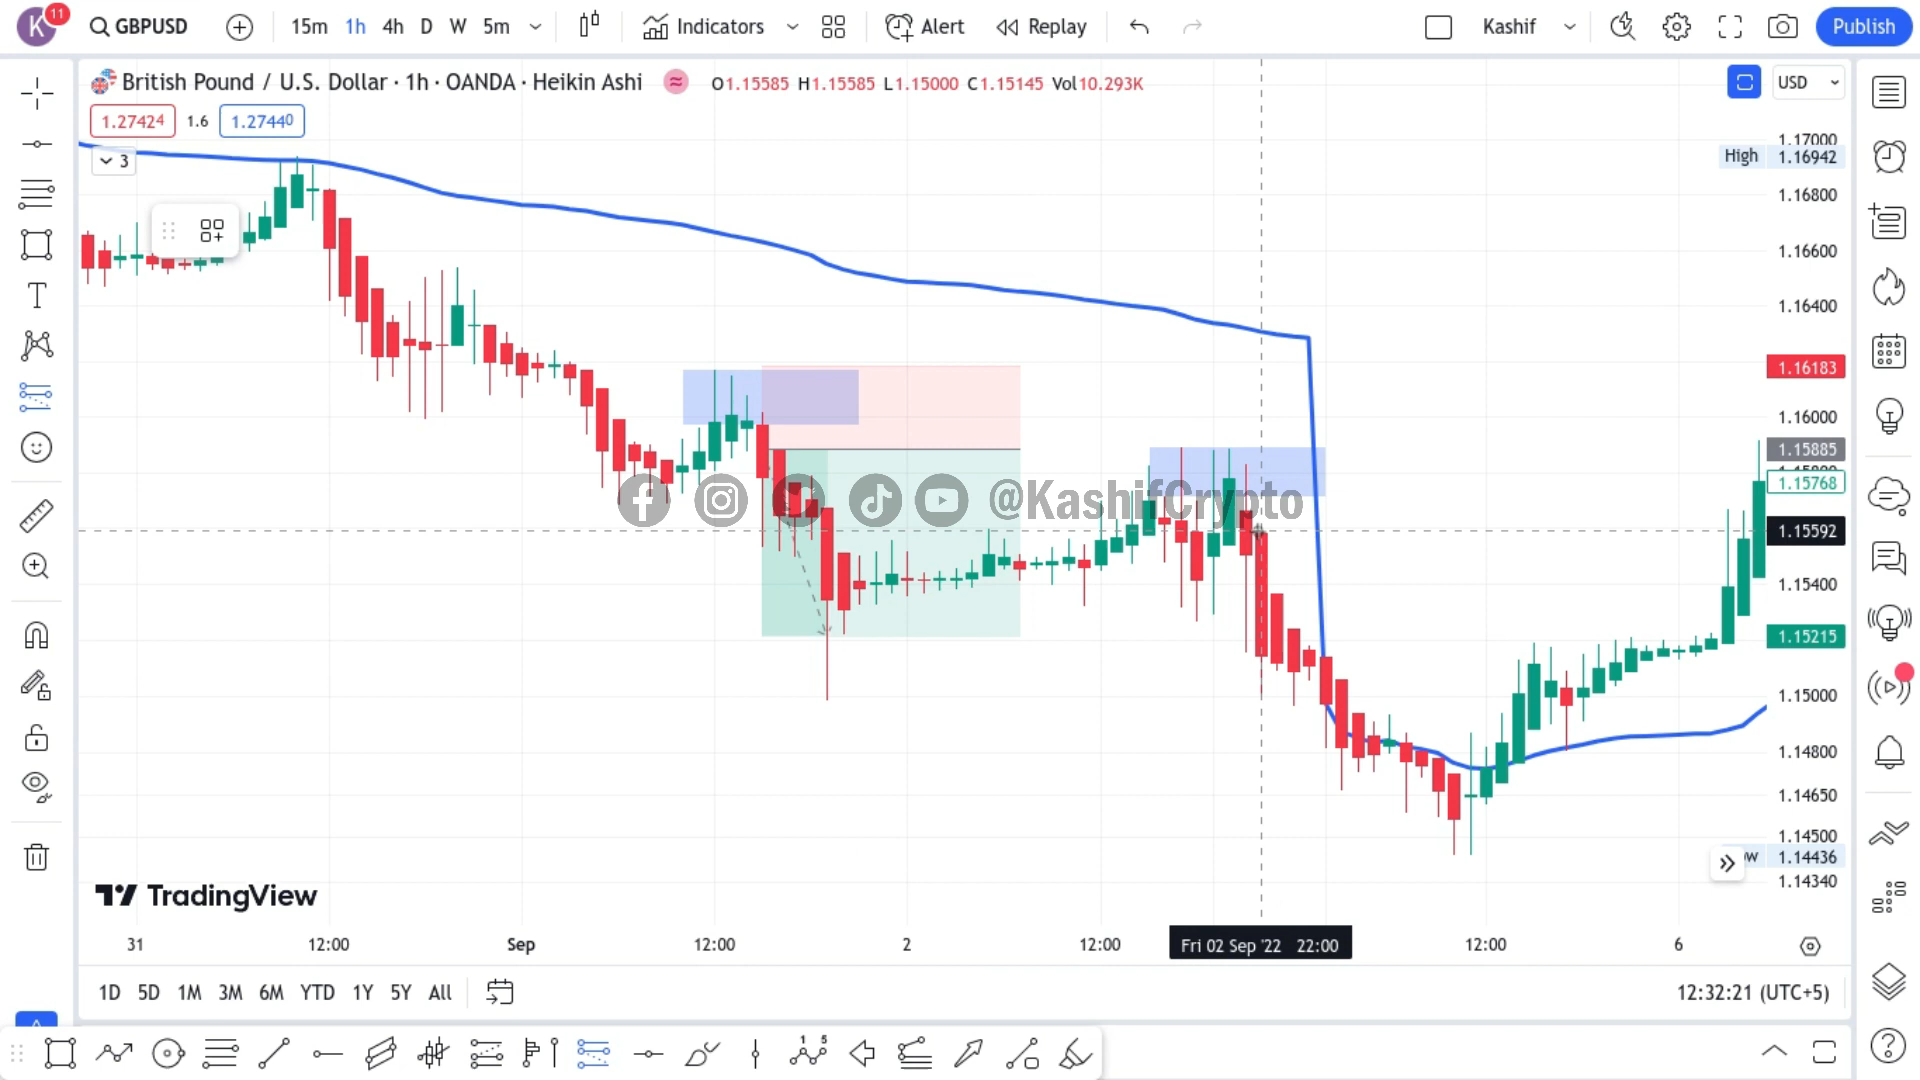 K 11 GBPUSD 15m 1h 4h D W 5m Indicators Alert Replay Kashif Publish
British Pound / U.S. Dollar · 1h · OANDA · Heikin Ashi O1.15585 H1.15585 L1.15000 C1.15145 Vol10.293K USD
1.27424 1.6 1.27440
3
1.17000
High 1.16942
1.16800
1.16600
1.16400
1.16183
1.16000
1.15885
1.15768
@KashifCrypto
1.15592
1.15400
1.15215
1.15000
1.14800
1.14650
1.14500
1.14436
1.14340
TradingView
31 12:00 Sep 12:00 2 12:00 Fri 02 Sep '22 22:00 12:00 6
1D 5D 1M 3M 6M YTD 1Y 5Y All 12:32:21 (UTC+5)